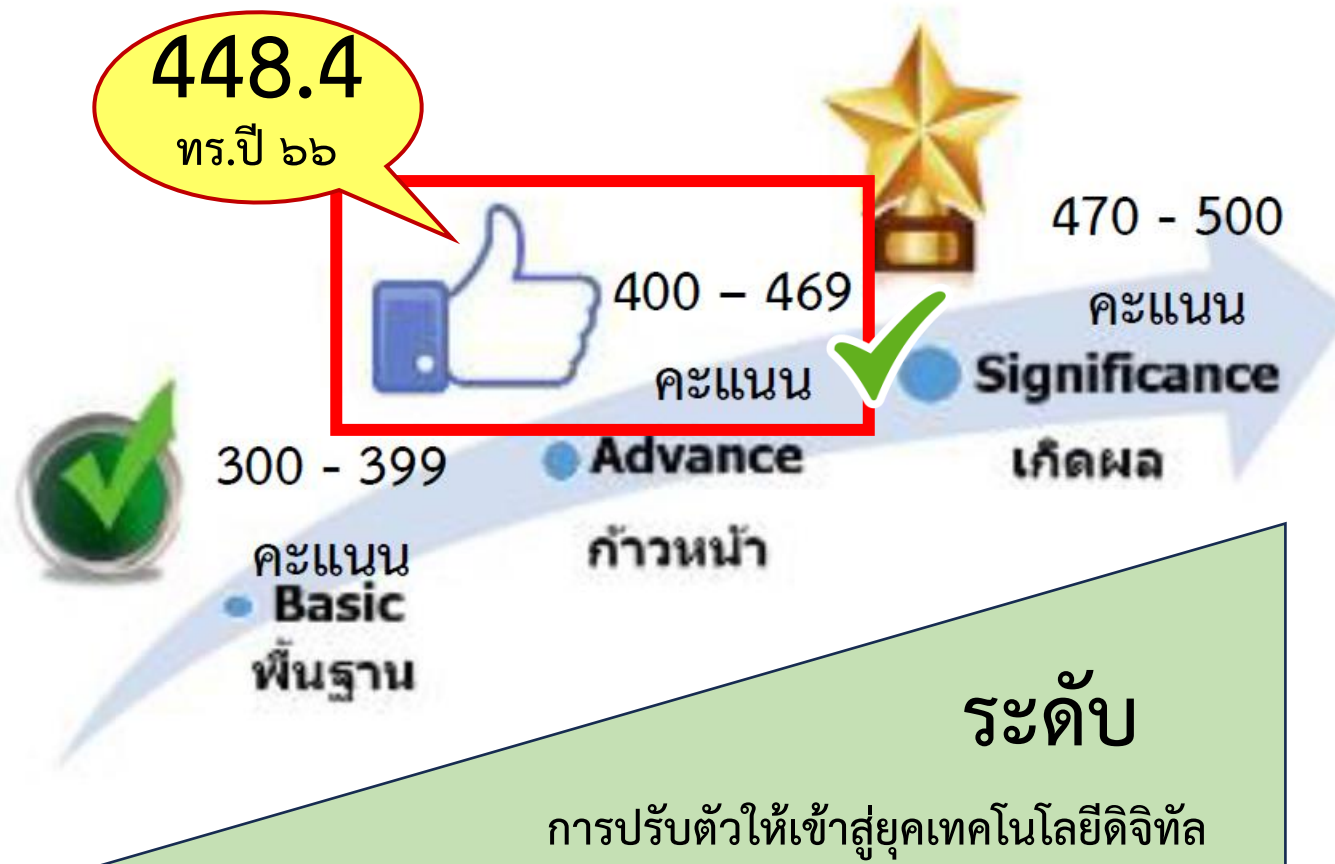 448.4
ทร.ปี ๖๖
470 - 500
คะแนน
Significance
เกิดผล
400 – 469
คะแนน
Advance
ก้าวหน้า
300 - 399
คะแนน
Basic
พื้นฐาน
ระดับ
การปรับตัวให้เข้าสู่ยุคเทคโนโลยีดิจิทัล